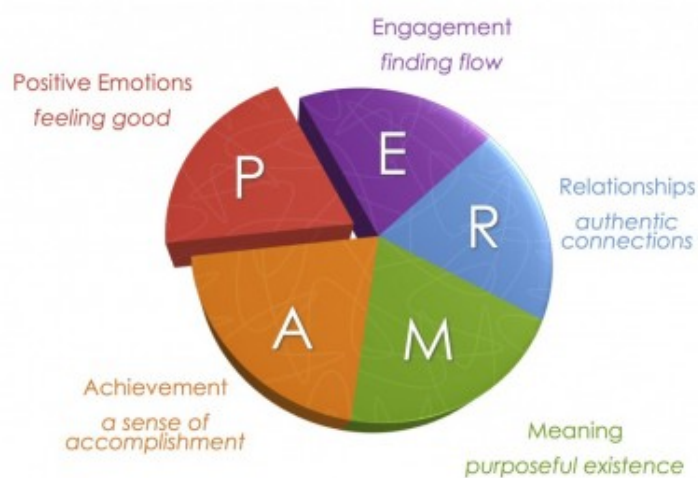 Engagement
finding flow
Positive Emotions
feeling good
P
E
R
M
A
Relationships
authentic
connections
Achievement
a sense of
accomplishment
Meaning
purposeful existence